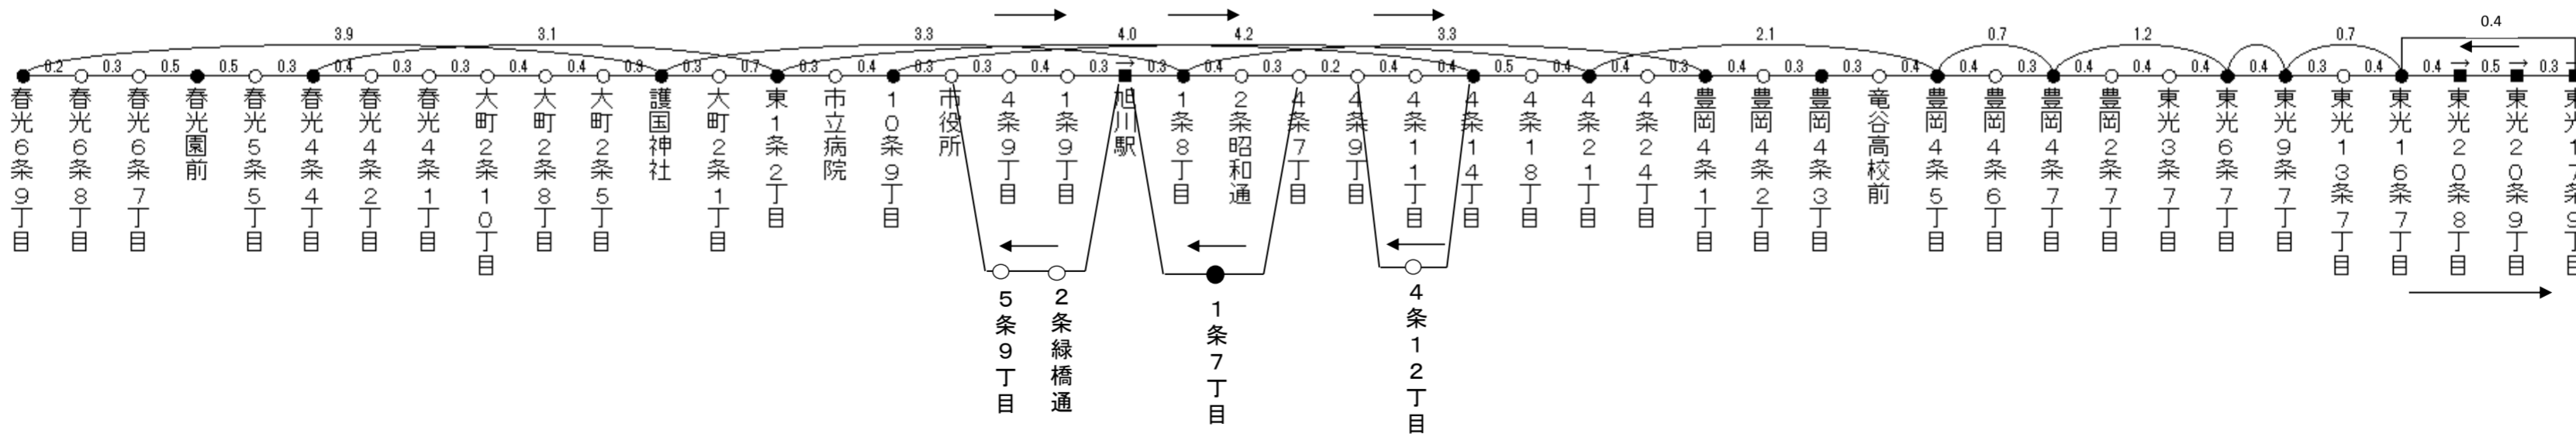 3.9
3.1
3.3
4.0
4.2
3.3
2.1
0.7
1.2
0.7
0.4
0.2
0.3
0.5
0.5
0.3
0.4
0.3
0.3
0.4
0.4
0.3
0.7
0.3
0.4
0.3
0.3
0.4
0.3
0.3
0.4
0.3
0.2
0.4
0.4
0.5
0.4
0.4
0.3
0.4
0.3
0.3
0.4
0.4
0.3
0.4
0.4
0.4
0.4
0.3
0.4
0.4
0.5
0.3
春光6条9丁目
春光6条8丁目
春光6条7丁目
春光園前
春光5条5丁目
春光4条4丁目
春光4条2丁目
春光4条1丁目
大町2条10丁目
大町2条8丁目
大町2条5丁目
護国神社
大町2条1丁目
東1条2丁目
市立病院
10条9丁目
市役所
4条9丁目
1条9丁目
旭川駅
1条8丁目
2条昭和通
4条7丁目
4条9丁目
4条11丁目
4条14丁目
4条18丁目
4条21丁目
4条24丁目
豊岡4条1丁目
豊岡4条2丁目
豊岡4条3丁目
竜谷高校前
豊岡4条5丁目
豊岡4条6丁目
豊岡4条7丁目
豊岡2条7丁目
東光3条7丁目
東光6条7丁目
東光9条7丁目
東光13条7丁目
東光16条7丁目
東光20条8丁目
東光20条9丁目
5条9丁目
2条緑橋通
1条7丁目
4条12丁目